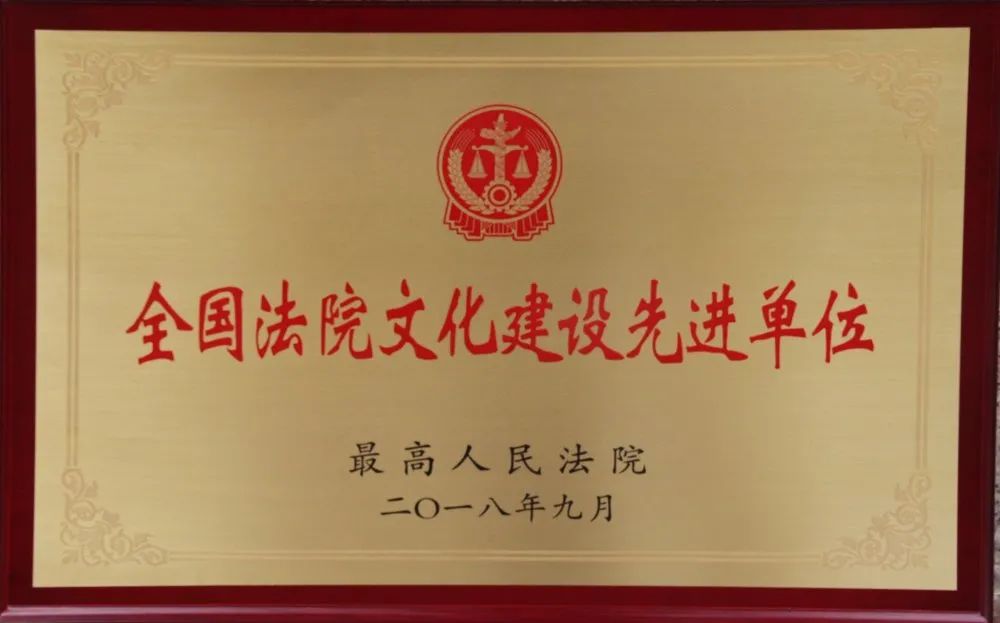 全国法院文化建设先进单位
最高人民法院
二〇一八年九月